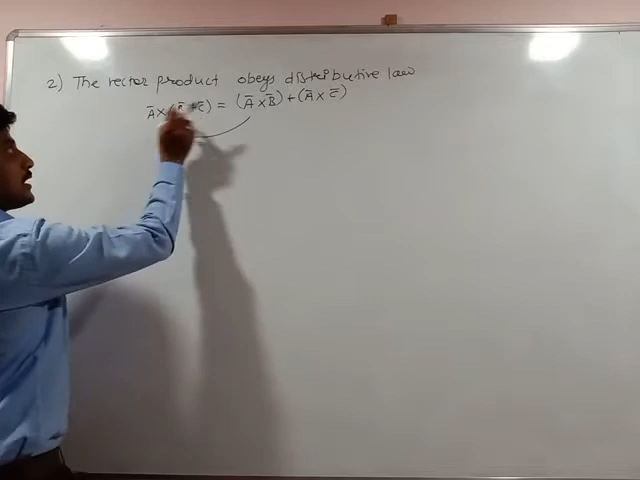 2) The vector product obeys distributive law
A̅ × (B̅ + C̅) = (A̅ × B̅) + (A̅ × C̅)